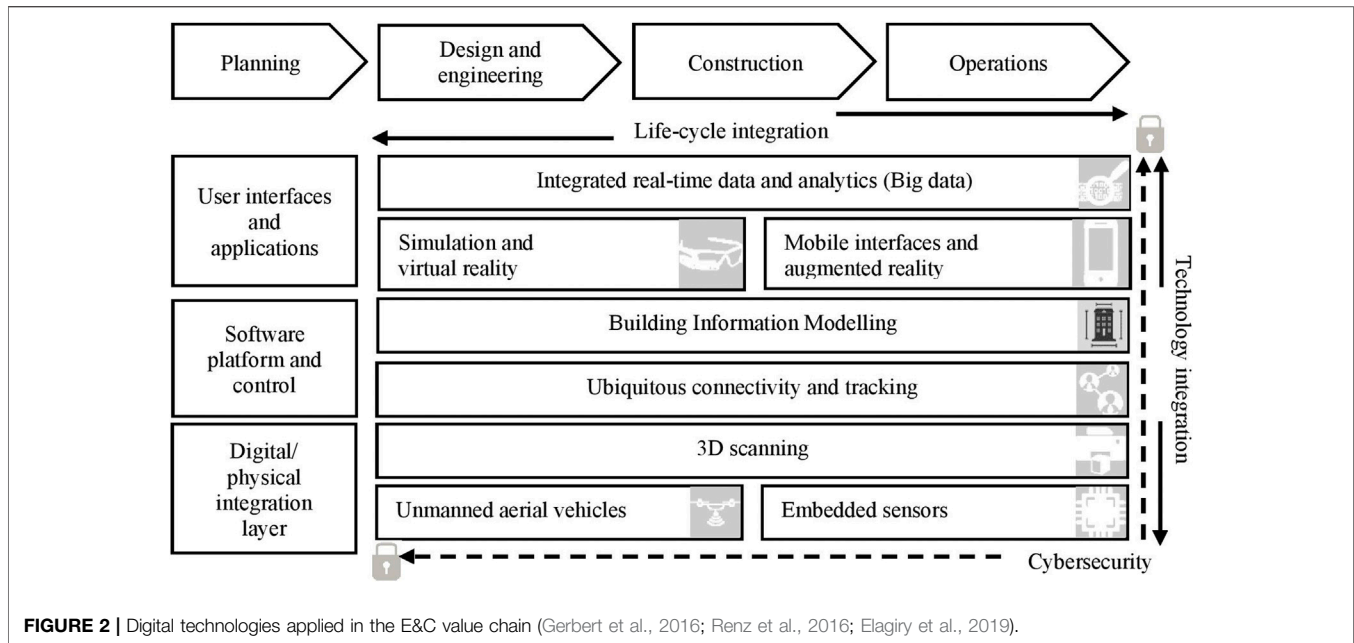 Planning
Design and
engineering
Construction
Operations
Life-cycle integration
User interfaces
and
applications
Integrated real-time data and analytics (Big data)
Simulation and
virtual reality
Mobile interfaces and
augmented reality
Software
platform and
control
Building Information Modelling
Ubiquitous connectivity and tracking
Digital/
physical
integration
layer
3D scanning
Unmanned aerial vehicles
Embedded sensors
Technology integration
Cybersecurity
FIGURE 2 | Digital technologies applied in the E&C value chain (Gerbert et al., 2016; Renz et al., 2016; Elagiry et al., 2019).